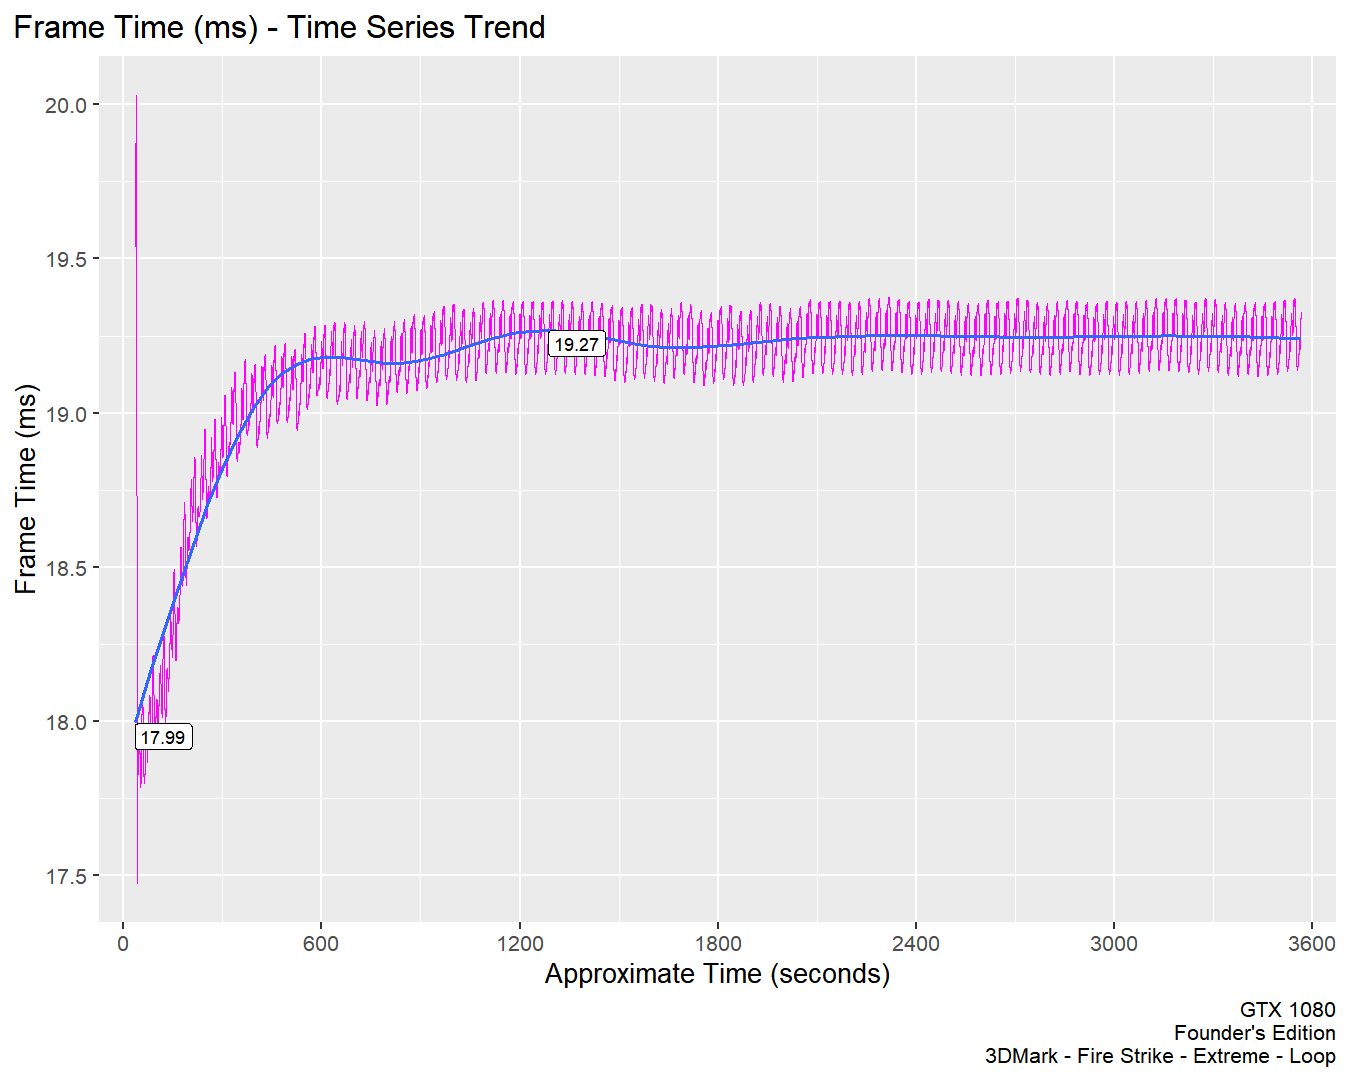 Frame Time (ms) - Time Series Trend
Frame Time (ms)
20.0
19.5
19.0
18.5
18.0
17.5
19.27
17.99
0 600 1200 1800 2400 3000 3600
Approximate Time (seconds)
GTX 1080
Founder's Edition
3DMark - Fire Strike - Extreme - Loop